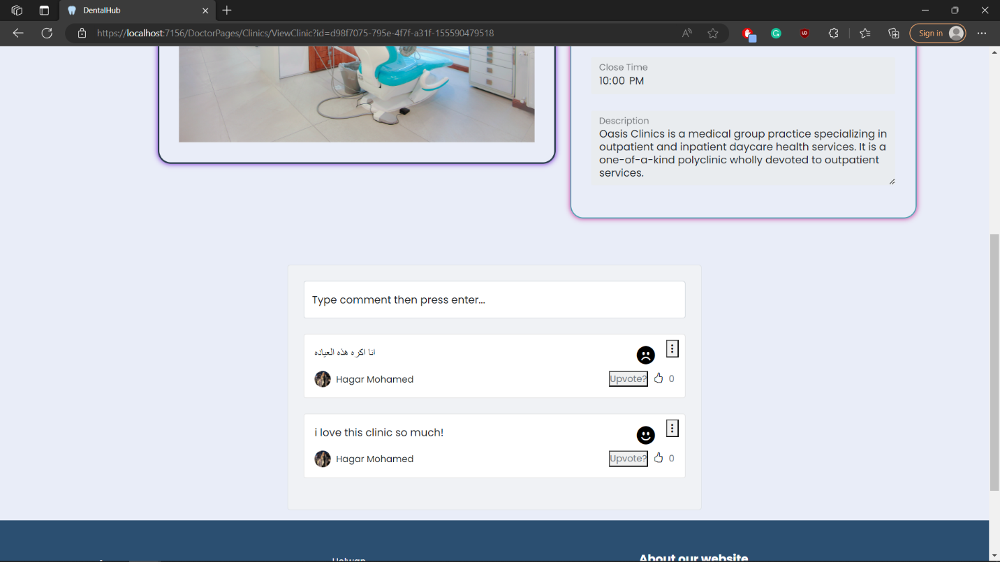 DentalHub
https://localhost:7156/DoctorPages/Clinics/ViewClinic?id=d98f7075-795e-4f7f-a31f-155590479518
Sign in
Close Time
10:00 PM
Description
Oasis Clinics is a medical group practice specializing in
outpatient and inpatient daycare health services. It is a
one-of-a-kind polyclinic wholly devoted to outpatient
services.
Type comment then press enter...
انا اكره هذه العياده
Hagar Mohamed
Upvote? 0
i love this clinic so much!
Hagar Mohamed
Upvote? 0
Helwan
About our website